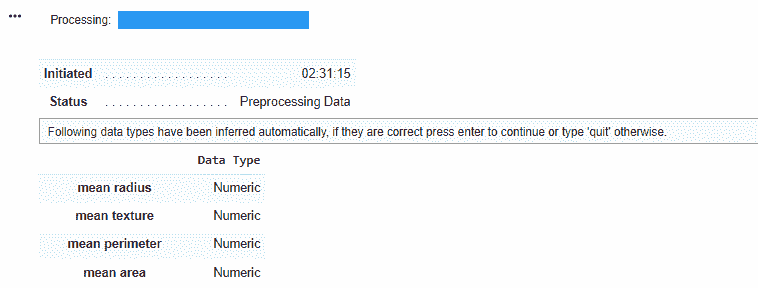 ••• Processing:
Initiated . . . . . . . . . . . . . . . . . . 02:31:15
Status . . . . . . . . . . . . . . . . . . Preprocessing Data
Following data types have been inferred automatically, if they are correct press enter to continue or type 'quit' otherwise.
Data Type
mean radius Numeric
mean texture Numeric
mean perimeter Numeric
mean area Numeric